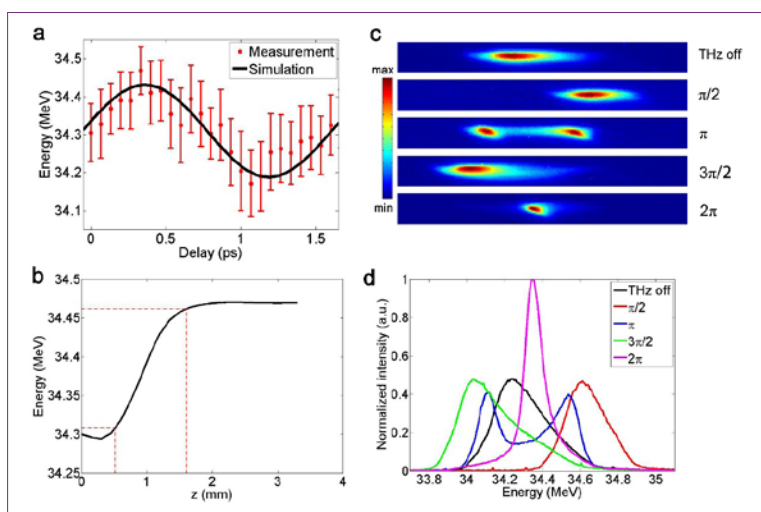 a
34.5
34.4
34.3
34.2
34.1
Energy (MeV)
Measurement
Simulation
0
0.5
1
1.5
Delay (ps)
b
34.5
34.45
34.4
34.35
34.3
34.25
Energy (MeV)
0
1
2
3
4
z (mm)
c
max
min
THz off
π/2
π
3π/2
2π
d
1
0.8
0.6
0.4
0.2
0
Normalized intensity (a.u.)
THz off
π/2
π
3π/2
2π
33.8
34
34.2
34.4
34.6
34.8
35
Energy (MeV)